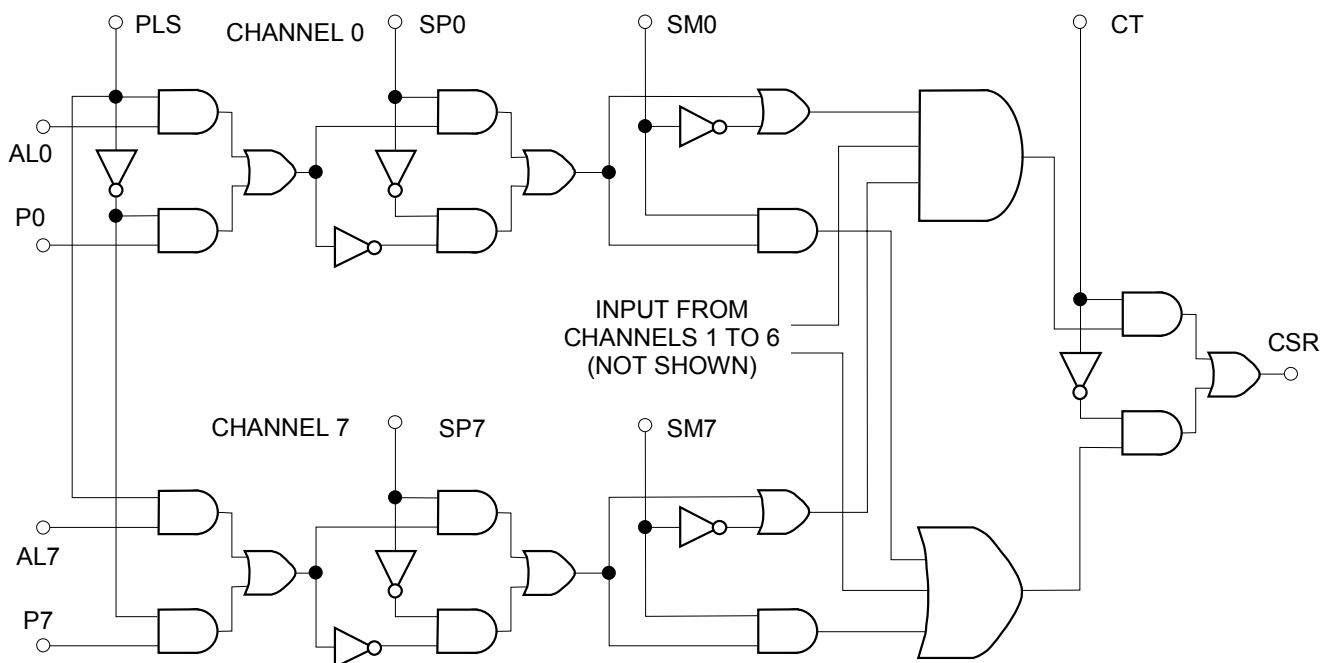 PLS
CHANNEL 0
SP0
SM0
CT
AL0
P0
INPUT FROM
CHANNELS 1 TO 6
(NOT SHOWN)
CSR
CHANNEL 7
SP7
SM7
AL7
P7